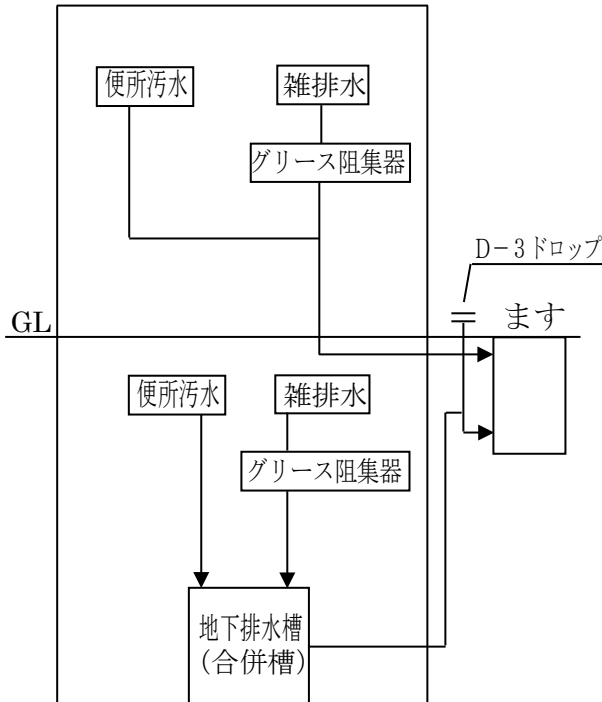 便所汚水
雑排水
グリース阻集器
D-3ドロップ
GL
ます
便所汚水
雑排水
グリース阻集器
地下排水槽
(合併槽)